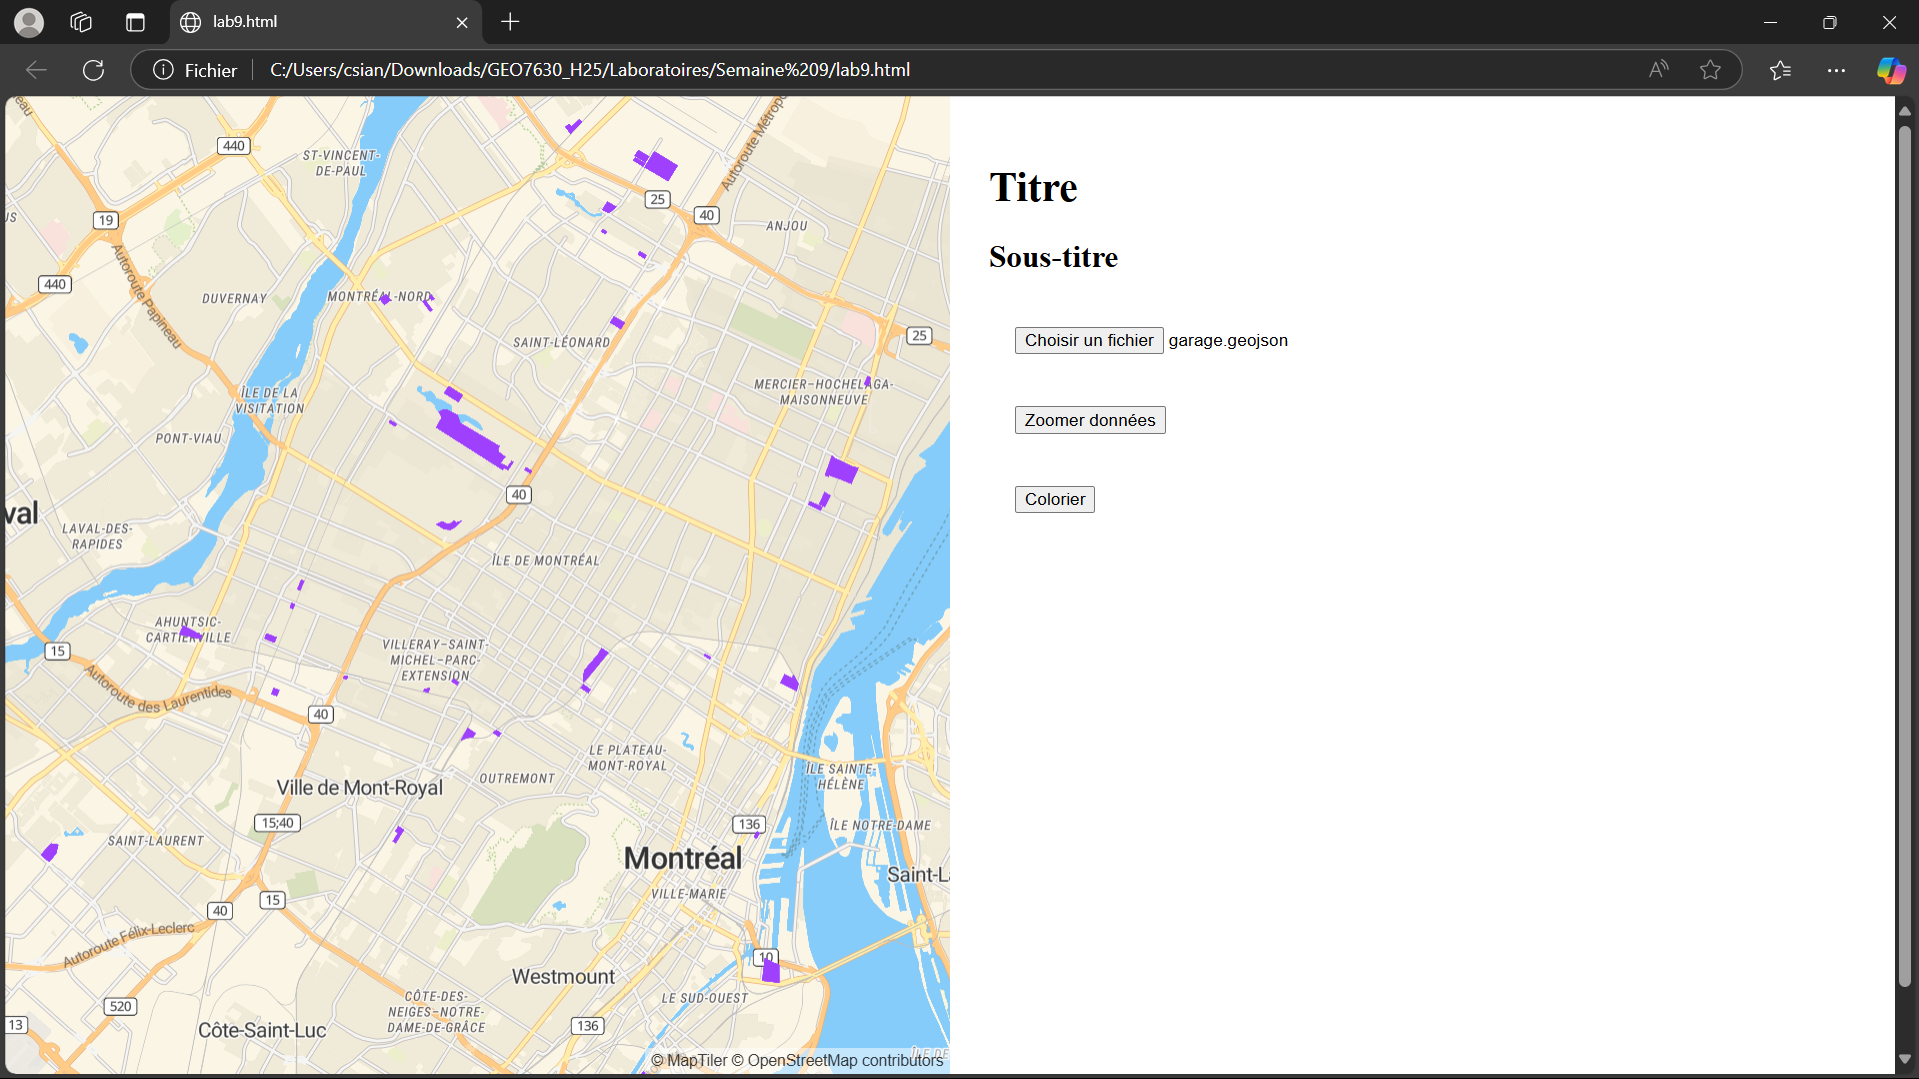 lab9.html
Fichier
C:/Users/csian/Downloads/GEO7630_H25/Laboratoires/Semaine%209/lab9.html
Titre
Sous-titre
Choisir un fichier garage.geojson
Zoomer données
Colorier
440
ST-VINCENT-
DE-PAUL
Autoroute Métropo
25
40
19
ANJOU
Autoroute Papineau
440
DUVERNAY
MONTRÉAL-NORD
SAINT-LÉONARD
25
ÎLE DE LA
VISITATION
MERCIER–HOCHELAGA-
MAISONNEUVE
PONT-VIAU
40
val
LAVAL-DES-
RAPIDES
ÎLE DE MONTRÉAL
AHUNTSIC-
CARTIERVILLE
15
VILLERAY–SAINT-
MICHEL–PARC-
EXTENSION
Autoroute des Laurentides
40
LE PLATEAU-
MONT-ROYAL
OUTREMONT
ÎLE SAINTE-
HÉLÈNE
Ville de Mont-Royal
15;40
136
ÎLE NOTRE-DAME
SAINT-LAURENT
Montréal
Saint-L
VILLE-MARIE
15
40
Autoroute Félix-Leclerc
10
Westmount
LE SUD-OUEST
520
CÔTE-DES-
NEIGES–NOTRE-
DAME-DE-GRÂCE
13
Côte-Saint-Luc
136
© MapTiler © OpenStreetMap contributors